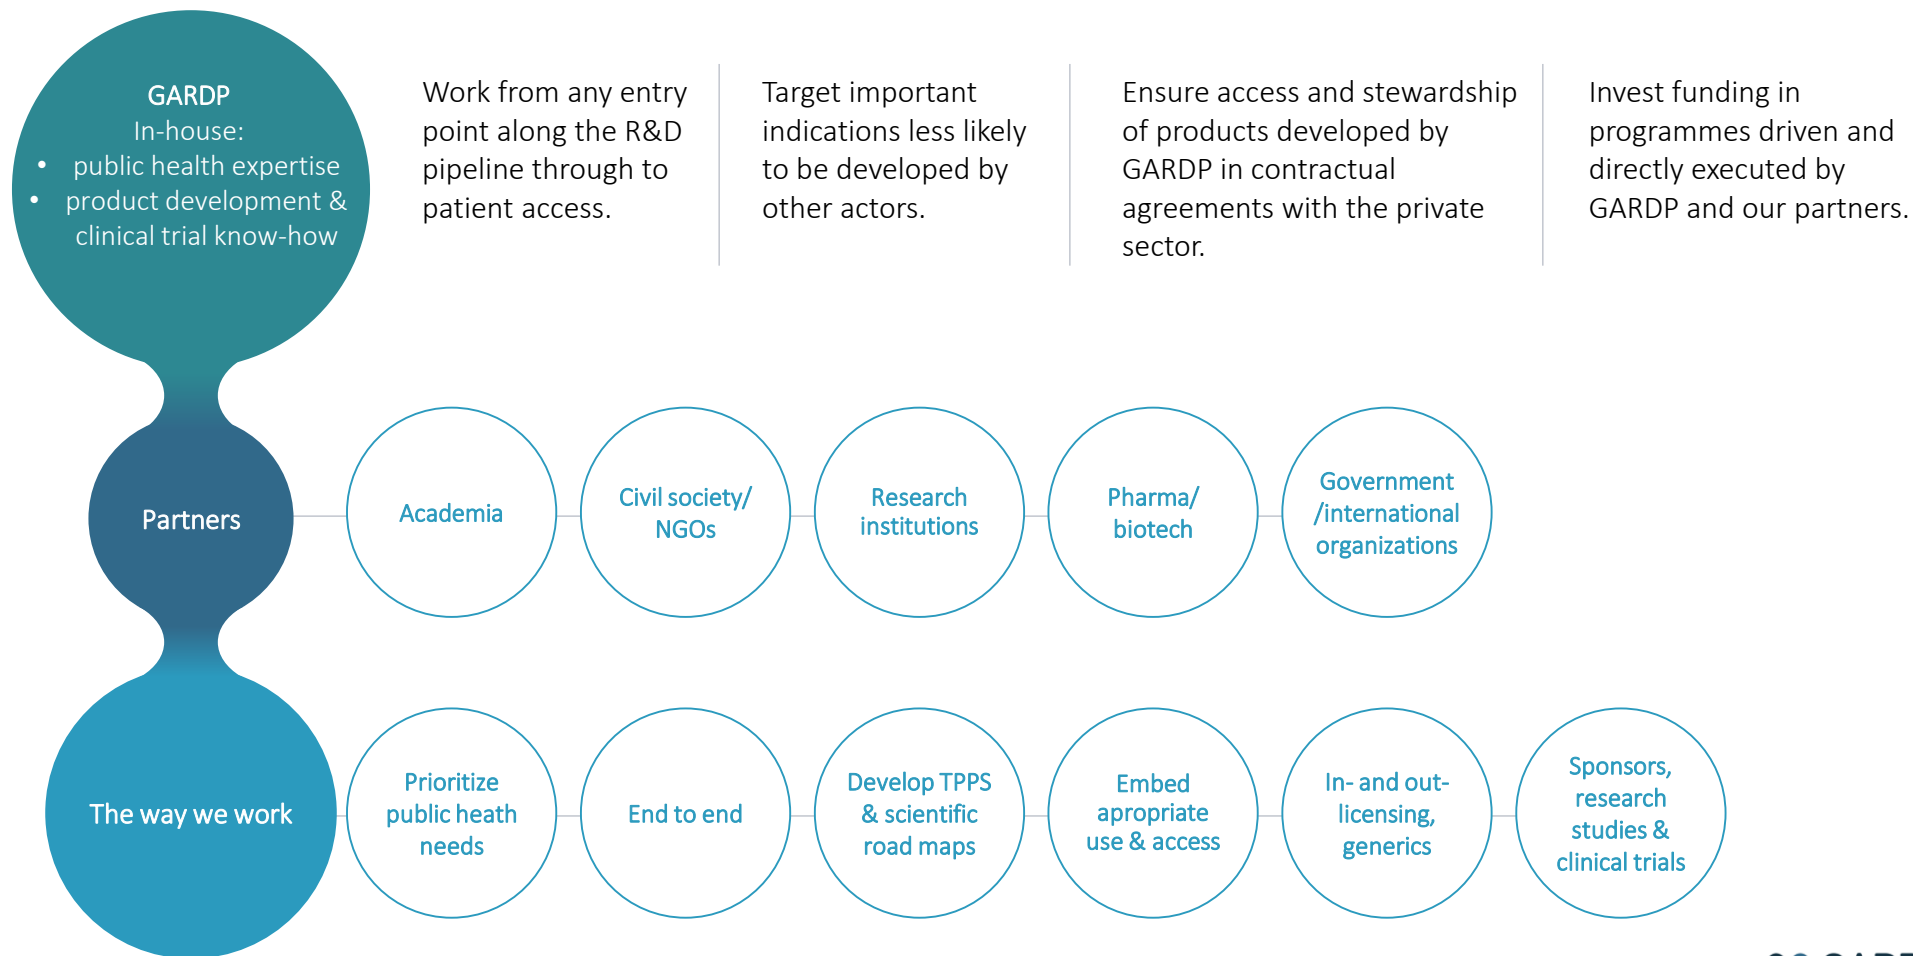 GARDP
In-house:
• public health expertise
• product development &
clinical trial know-how
Work from any entry
point along the R&D
pipeline through to
patient access.
Target important
indications less likely
to be developed by
other actors.
Ensure access and stewardship
of products developed by
GARDP in contractual
agreements with the private
sector.
Invest funding in
programmes driven and
directly executed by
GARDP and our partners.
Partners
Academia
Civil society/
NGOs
Research
institutions
Pharma/
biotech
Government
/international
organizations
The way we work
Prioritize
public heath
needs
End to end
Develop TPPS
& scientific
road maps
Embed
apropriate
use & access
In- and out-
licensing,
generics
Sponsors,
research
studies &
clinical trials